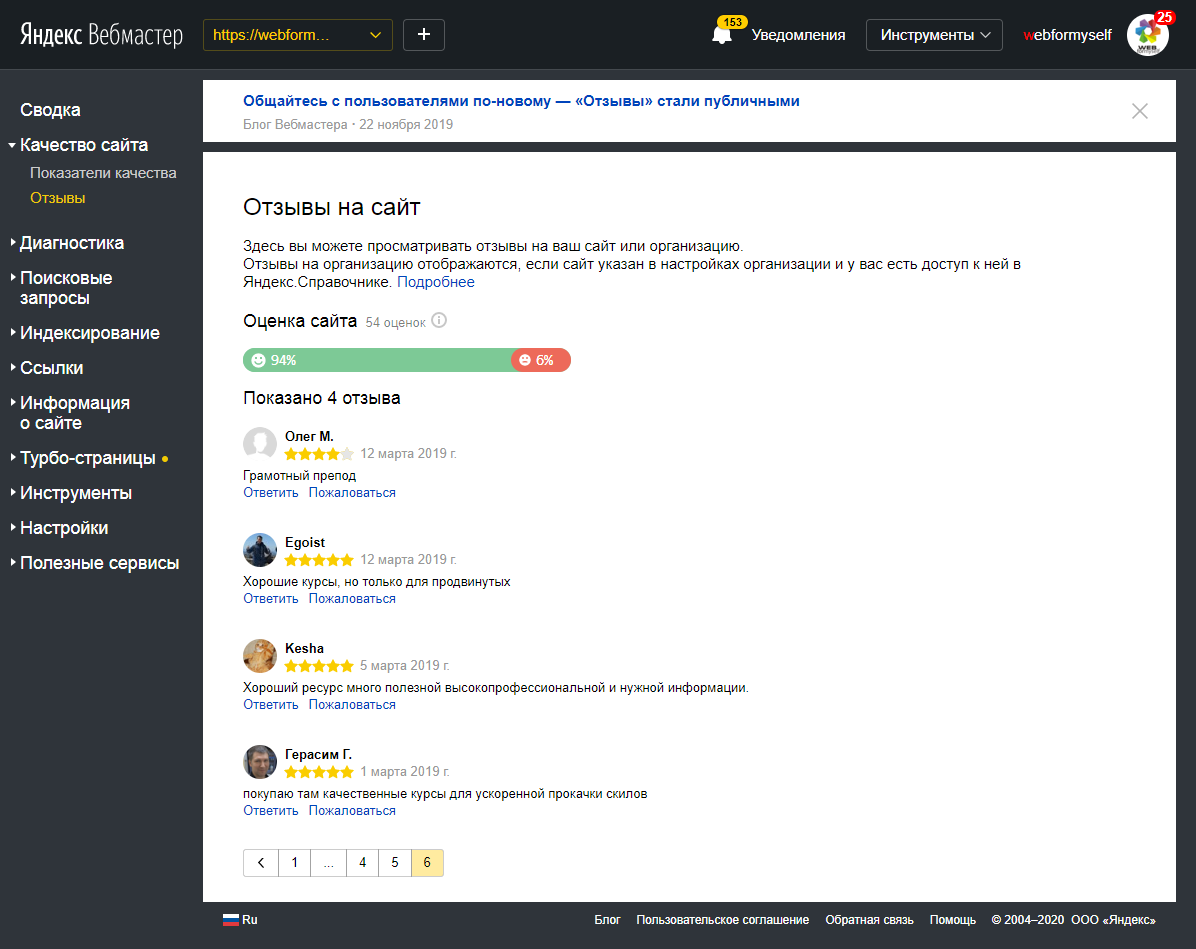 Яндекс Вебмастер
https://webform...
+
153
Уведомления
Инструменты
webformyself
25
Сводка
Качество сайта
Показатели качества
Отзывы
Диагностика
Поисковые
запросы
Индексирование
Ссылки
Информация
о сайте
Турбо-страницы
Инструменты
Настройки
Полезные сервисы
Общайтесь с пользователями по-новому — «Отзывы» стали публичными
Блог Вебмастера · 22 ноября 2019
Отзывы на сайт
Здесь вы можете просматривать отзывы на ваш сайт или организацию.
Отзывы на организацию отображаются, если сайт указан в настройках организации и у вас есть доступ к ней в
Яндекс.Справочнике. Подробнее
Оценка сайта 54 оценок
94% 6%
Показано 4 отзыва
Олег М.
12 марта 2019 г.
Грамотный препод
Ответить Пожаловаться
Egoist
12 марта 2019 г.
Хорошие курсы, но только для продвинутых
Ответить Пожаловаться
Kesha
5 марта 2019 г.
Хороший ресурс много полезной высокопрофессиональной и нужной информации.
Ответить Пожаловаться
Герасим Г.
1 марта 2019 г.
покупаю там качественные курсы для ускоренной прокачки скилов
Ответить Пожаловаться
1 ... 4 5 6
Ru
Блог Пользовательское соглашение Обратная связь Помощь © 2004–2020 ООО «Яндекс»